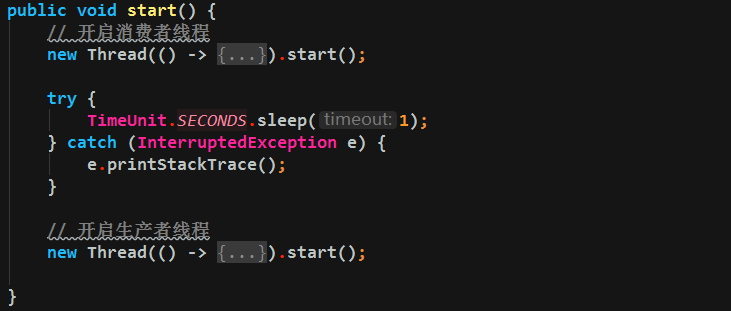 public void start() {
// 开启消费者线程
new Thread(() -> {...}).start();
try {
TimeUnit.SECONDS.sleep( timeout: 1);
} catch (InterruptedException e) {
e.printStackTrace();
}
// 开启生产者线程
new Thread(() -> {...}).start();
}